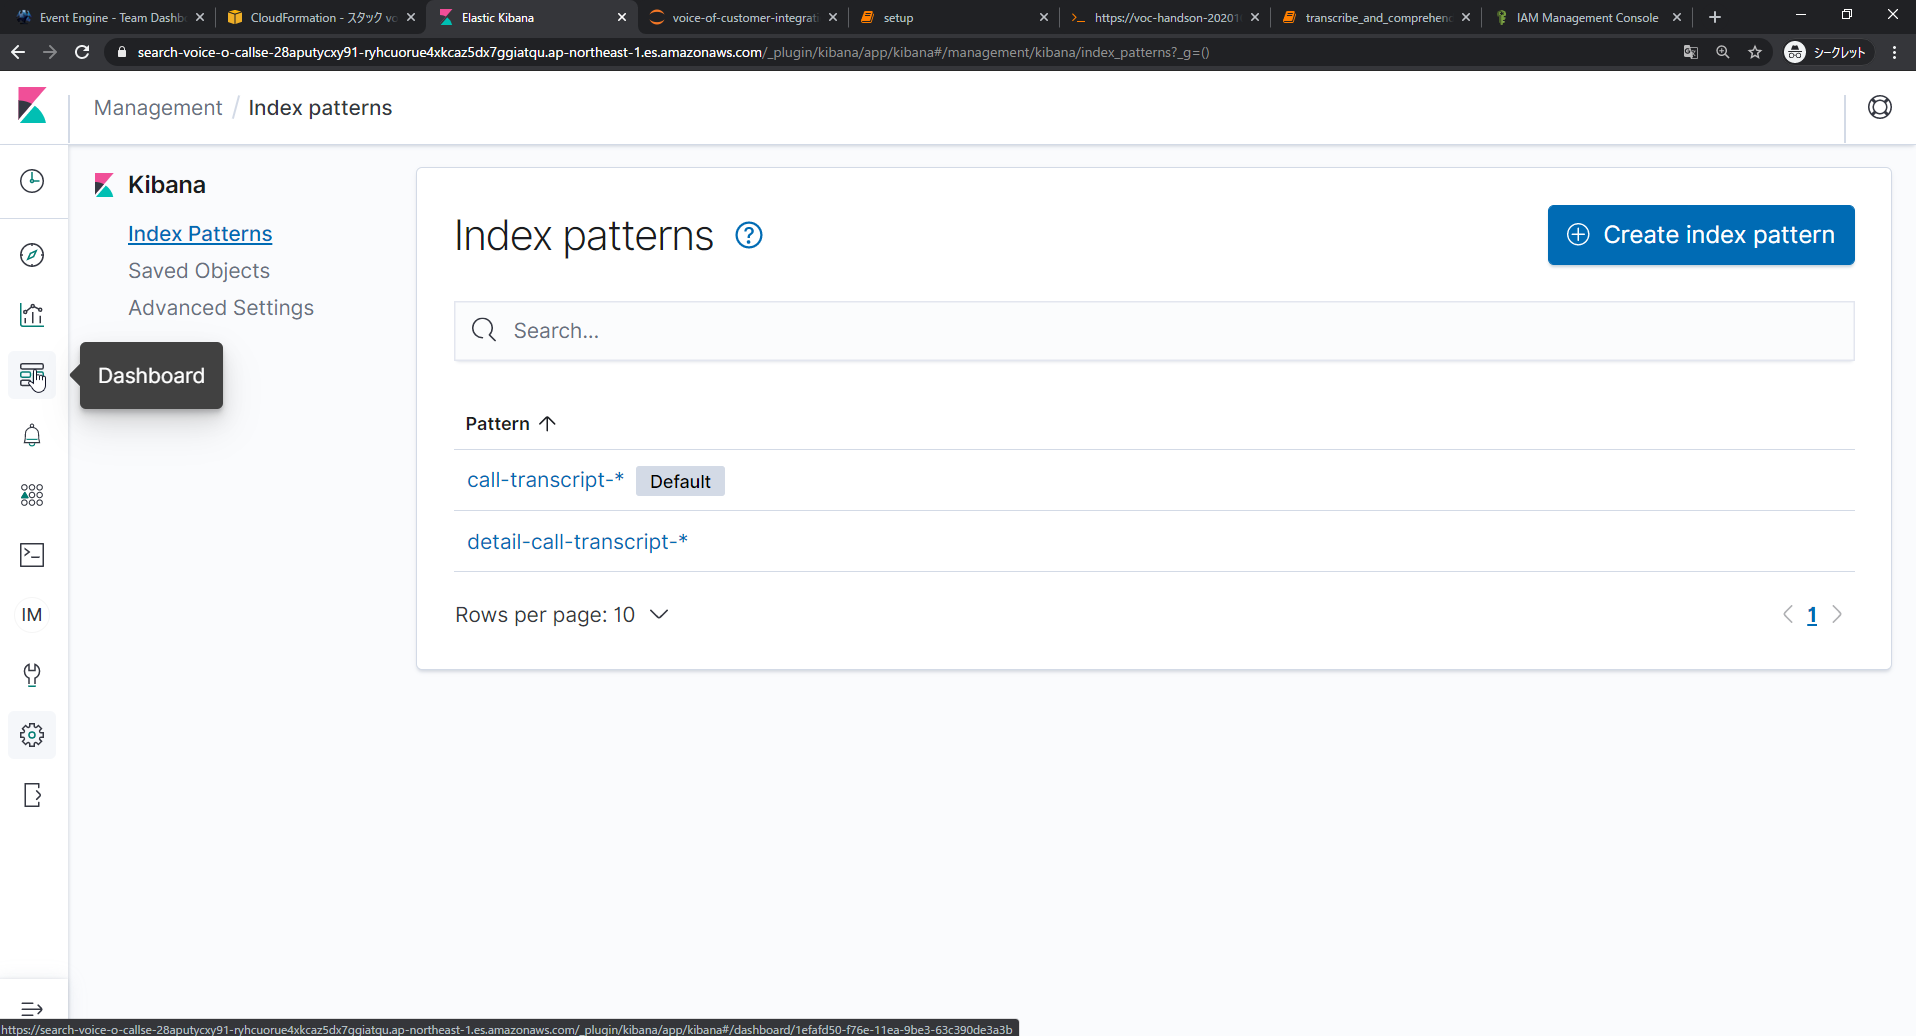 Event Engine - Team Dashb
CloudFormation - スタック vo
Elastic Kibana
voice-of-customer-integrati
setup
https://voc-handson-20201
transcribe_and_comprehen
IAM Management Console
search-voice-o-callse-28aputycxy91-ryhcuorue4xkcaz5dx7ggiatqu.ap-northeast-1.es.amazonaws.com/_plugin/kibana/app/kibana#/management/kibana/index_patterns?_g=()
シークレット
Management / Index patterns
Kibana
Index Patterns
Saved Objects
Advanced Settings
Dashboard
IM
Index patterns
Create index pattern
Search...
Pattern
call-transcript-* Default
detail-call-transcript-*
Rows per page: 10
1
https://search-voice-o-callse-28aputycxy91-ryhcuorue4xkcaz5dx7ggiatqu.ap-northeast-1.es.amazonaws.com/_plugin/kibana/app/kibana#/dashboard/1efafd50-f76e-11ea-9be3-63c390de3a3b